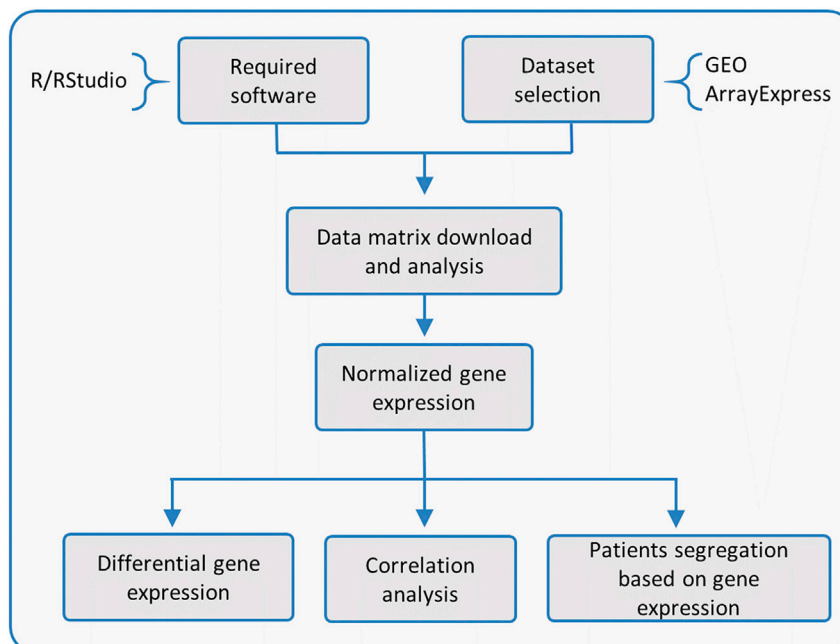 R/RStudio
Required
software
Dataset
selection
GEO
ArrayExpress
Data matrix download
and analysis
Normalized gene
expression
Differential gene
expression
Correlation
analysis
Patients segregation
based on gene
expression